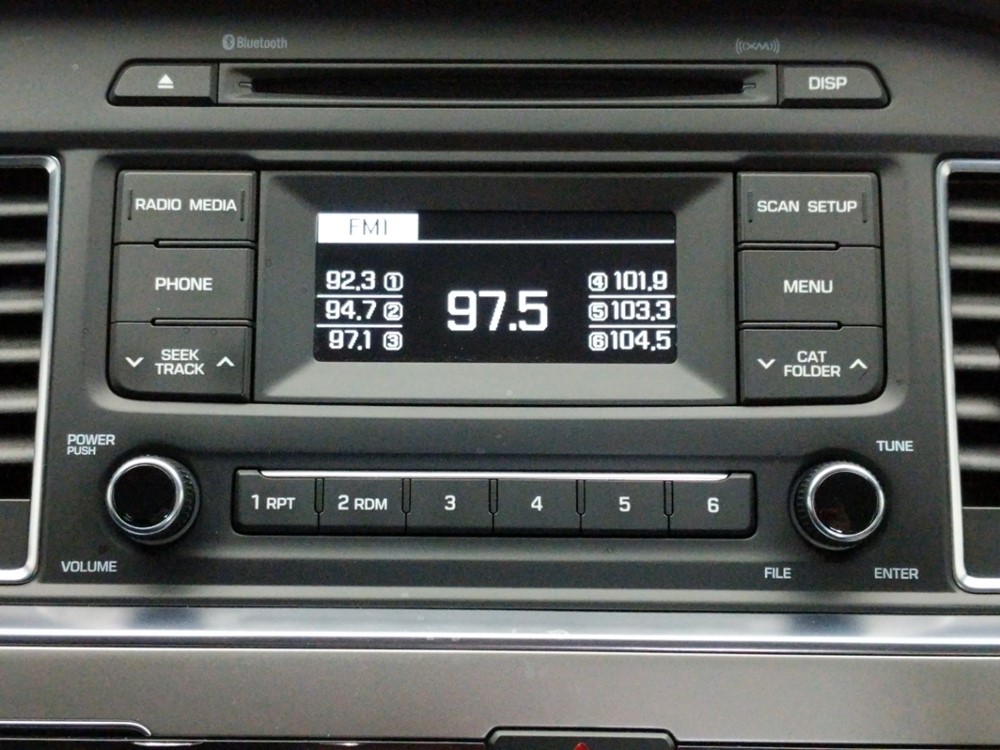 Bluetooth
((XM))
DISP
RADIO MEDIA
SCAN SETUP
FM1
PHONE
MENU
92.3 1
94.7 2
97.1 3
97.5
4 101.9
5 103.3
6 104.5
SEEK
TRACK
CAT
FOLDER
POWER
PUSH
TUNE
1 RPT
2 RDM
3
4
5
6
VOLUME
FILE
ENTER